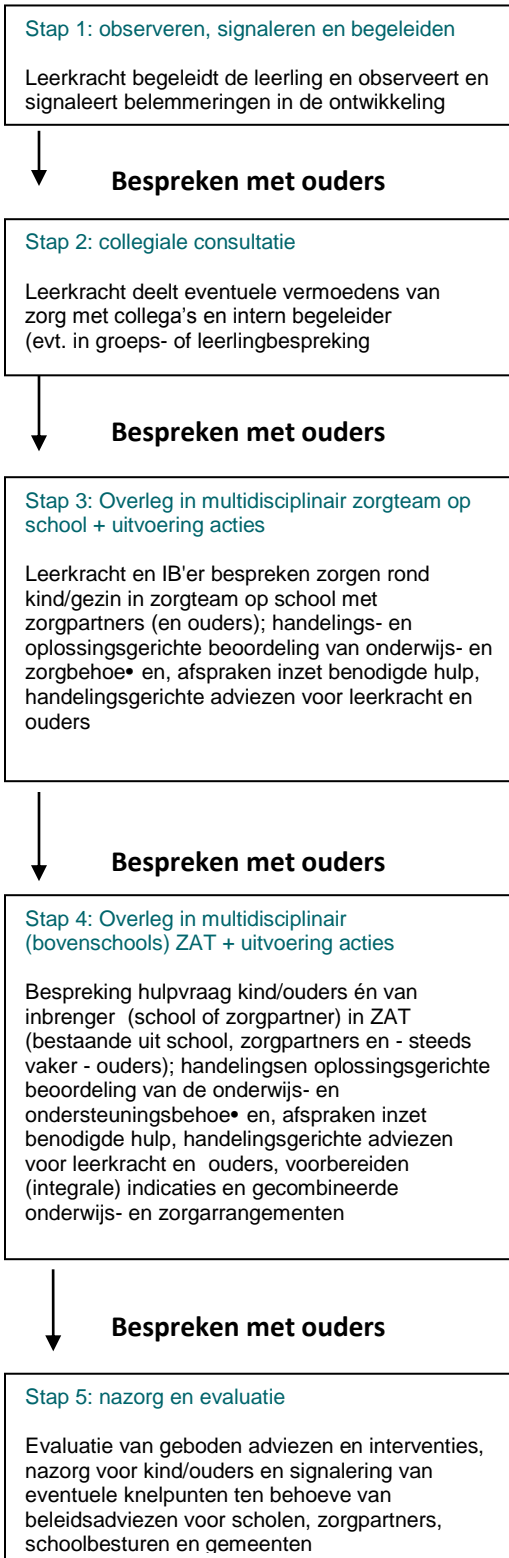 Stap 1: observeren, signaleren en begeleiden
Leerkracht begeleidt de leerling en observeert en
signaleert belemmeringen in de ontwikkeling
Bespreken met ouders
Stap 2: collegiale consultatie
Leerkracht deelt eventuele vermoedens van
zorg met collega’s en intern begeleider
(evt. in groeps- of leerlingbespreking
Bespreken met ouders
Stap 3: Overleg in multidisciplinair zorgteam op
school + uitvoering acties
Leerkracht en IB'er bespreken zorgen rond
kind/gezin in zorgteam op school met
zorgpartners (en ouders); handelings- en
oplossingsgerichte beoordeling van onderwijs- en
zorgbehoe• en, afspraken inzet benodigde hulp,
handelingsgerichte adviezen voor leerkracht en
ouders
Bespreken met ouders
Stap 4: Overleg in multidisciplinair
(bovenschools) ZAT + uitvoering acties
Bespreking hulpvraag kind/ouders én van
inbrenger (school of zorgpartner) in ZAT
(bestaande uit school, zorgpartners en - steeds
vaker - ouders); handelingsen oplossingsgerichte
beoordeling van de onderwijs- en
ondersteuningsbehoe• en, afspraken inzet
benodigde hulp, handelingsgerichte adviezen
voor leerkracht en ouders, voorbereiden
(integrale) indicaties en gecombineerde
onderwijs- en zorgarrangementen
Bespreken met ouders
Stap 5: nazorg en evaluatie
Evaluatie van geboden adviezen en interventies,
nazorg voor kind/ouders en signalering van
eventuele knelpunten ten behoeve van
beleidsadviezen voor scholen, zorgpartners,
schoolbesturen en gemeenten